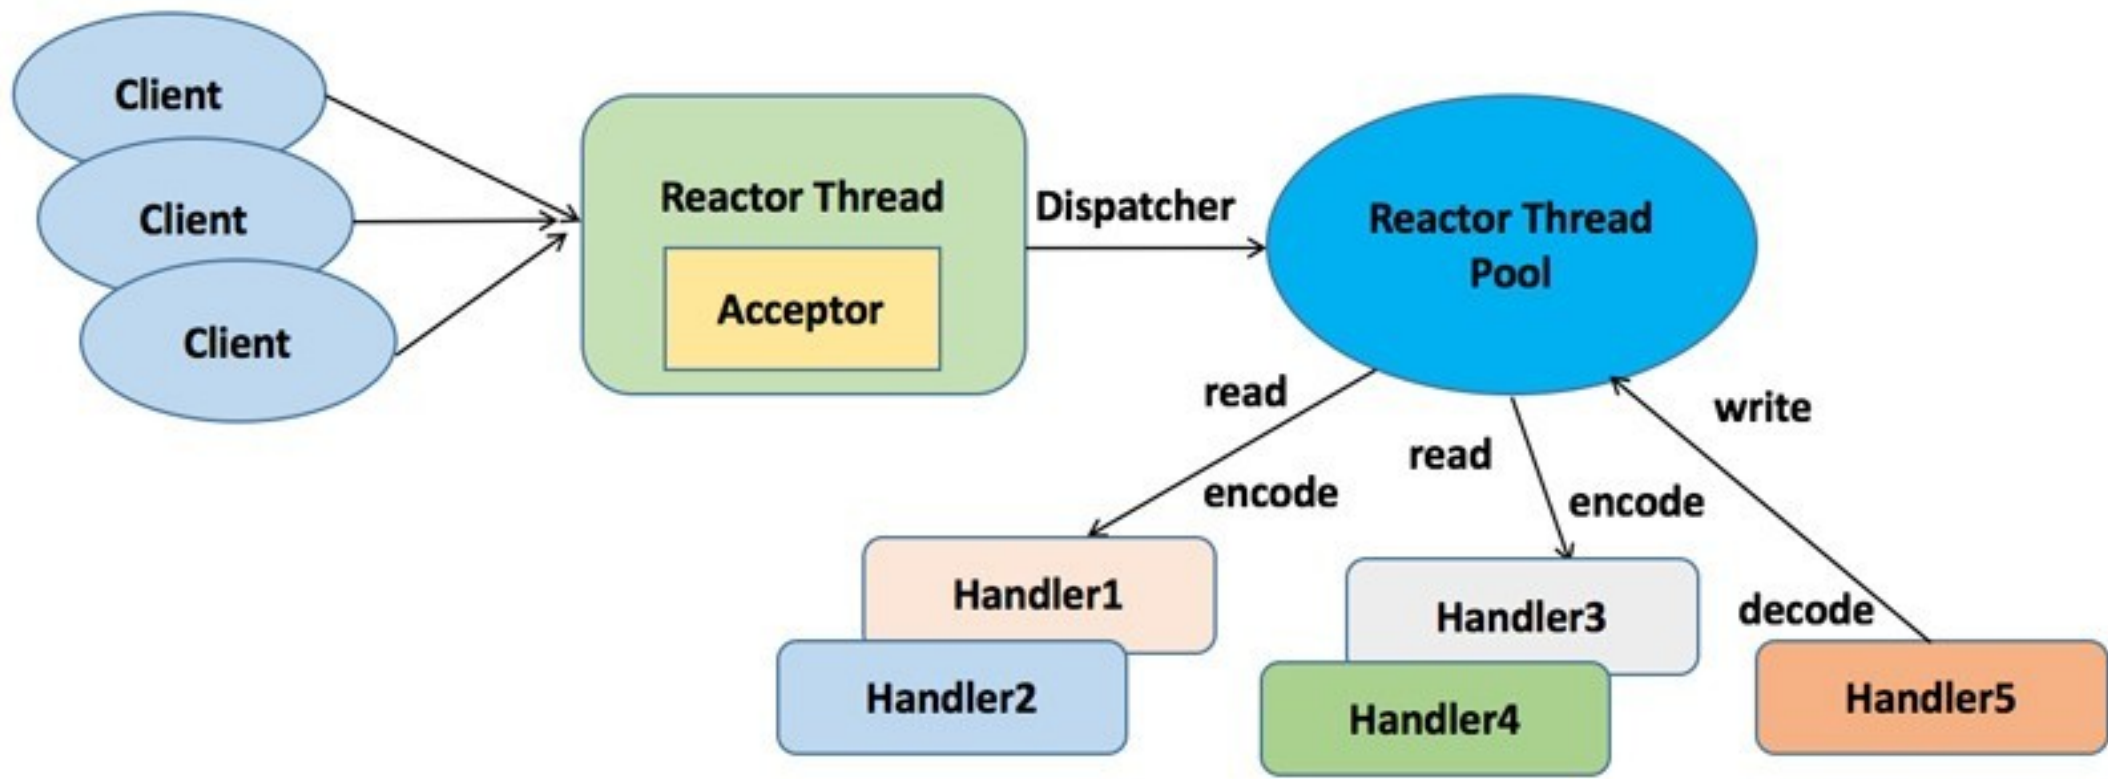 Client
Client
Client
Reactor Thread
Acceptor
Dispatcher
Reactor Thread
Pool
read
encode
read
encode
write
decode
Handler1
Handler2
Handler3
Handler4
Handler5